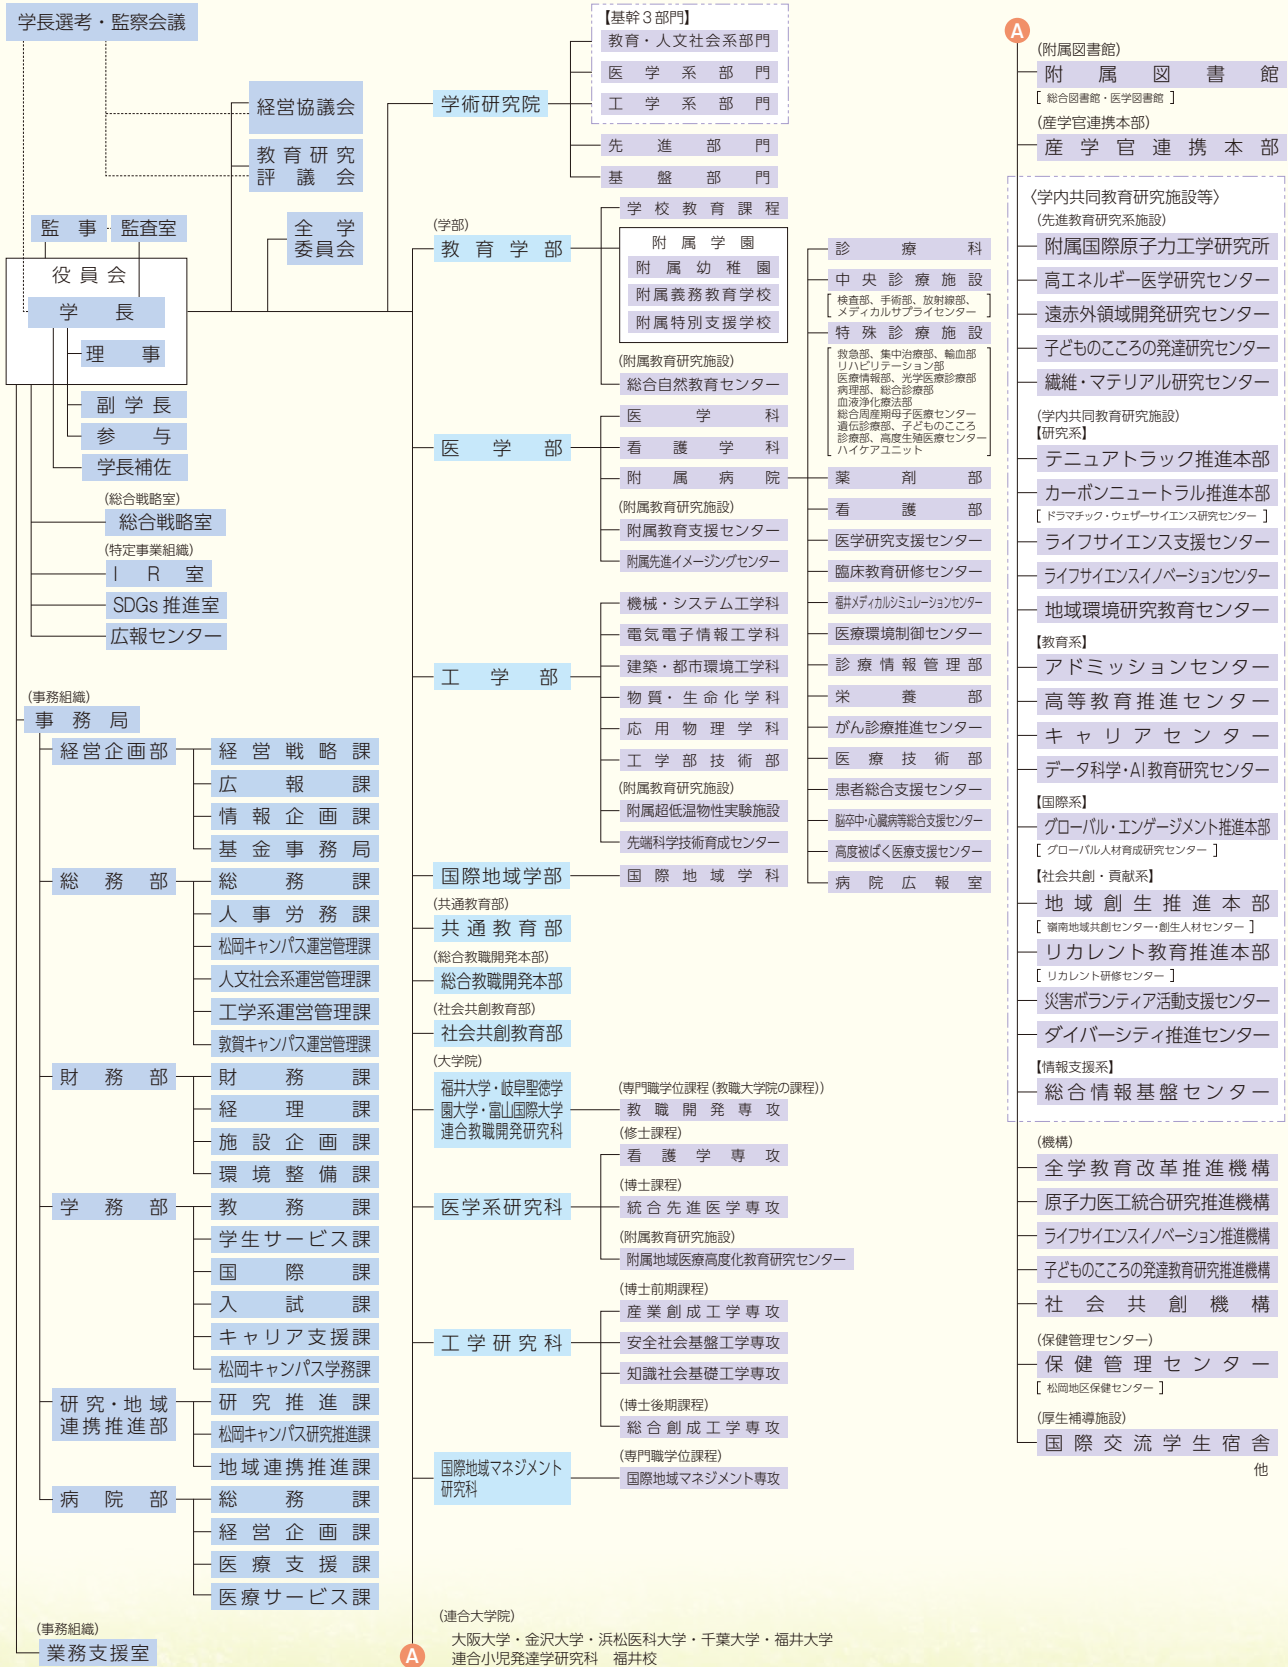 学長選考・監察会議
経営協議会
教育研究
評議会
全学
委員会
監事
監査室
役員会
学長
理事
副学長
参与
学長補佐
(総合戦略室)
総合戦略室
(特定事業組織)
IR室
SDGs 推進室
広報センター
(事務組織)
事務局
経営企画部
経営戦略課
広報課
情報企画課
基金事務局
総務部
総務課
人事労務課
松岡キャンパス運営管理課
人文社会系運営管理課
工学系運営管理課
敦賀キャンパス運営管理課
財務部
財務課
経理課
施設企画課
環境整備課
学務部
教務課
学生サービス課
国際課
入試課
キャリア支援課
松岡キャンパス学務課
研究・地域
連携推進部
研究推進課
松岡キャンパス研究推進課
地域連携推進課
病院部
総務課
経営企画課
医療支援課
医療サービス課
(事務組織)
業務支援室
学術研究院
【基幹3部門】
教育・人文社会系部門
医学系部門
工学系部門
先進部門
基盤部門
(学部)
教育学部
学校教育課程
附属学園
附属幼稚園
附属義務教育学校
附属特別支援学校
(附属教育研究施設)
総合自然教育センター
医学部
医学科
看護学科
附属病院
(附属教育研究施設)
附属教育支援センター
附属先進イメージングセンター
診療科
中央診療施設
[検査部、手術部、放射線部、
メディカルサプライセンター]
特殊診療施設
[救急部、集中治療部、輸血部
リハビリテーション部
医療情報部、光学医療診療部
病理部、総合診療部
血液浄化療法部
総合周産期母子医療センター
遺伝診療部、子どものこころ
診療部、高度生殖医療センター
ハイケアユニット]
薬剤部
看護部
医学研究支援センター
臨床教育研修センター
福井メディカルシミュレーションセンター
医療環境制御センター
診療情報管理部
栄養部
がん診療推進センター
医療技術部
患者総合支援センター
脳卒中・心臓病等総合支援センター
高度被ばく医療支援センター
病院広報室
工学部
機械・システム工学科
電気電子情報工学科
建築・都市環境工学科
物質・生命化学科
応用物理学科
工学部技術部
(附属教育研究施設)
附属超低温物性実験施設
先端科学技術育成センター
国際地域学部
国際地域学科
(共通教育部)
共通教育部
(総合教職開発本部)
総合教職開発本部
(社会共創教育部)
社会共創教育部
(大学院)
福井大学・岐阜聖徳学
園大学・富山国際大学
連合教職開発研究科
(専門職学位課程(教職大学院の課程))
教職開発専攻
医学系研究科
(修士課程)
看護学専攻
(博士課程)
統合先進医学専攻
(附属教育研究施設)
附属地域医療高度化教育研究センター
工学研究科
(博士前期課程)
産業創成工学専攻
安全社会基盤工学専攻
知識社会基礎工学専攻
(博士後期課程)
総合創成工学専攻
国際地域マネジメント
研究科
(専門職学位課程)
国際地域マネジメント専攻
A
(連合大学院)
大阪大学・金沢大学・浜松医科大学・千葉大学・福井大学
連合小児発達学研究科 福井校
A
(附属図書館)
附属図書館
[総合図書館・医学図書館]
(産学官連携本部)
産学官連携本部
〈学内共同教育研究施設等〉
(先進教育研究系施設)
附属国際原子力工学研究所
高エネルギー医学研究センター
遠赤外領域開発研究センター
子どものこころの発達研究センター
繊維・マテリアル研究センター
(学内共同教育研究施設)
【研究系】
テニュアトラック推進本部
カーボンニュートラル推進本部
[ドラマチック・ウェザーサイエンス研究センター]
ライフサイエンス支援センター
ライフサイエンスイノベーションセンター
地域環境研究教育センター
【教育系】
アドミッションセンター
高等教育推進センター
キャリアセンター
データ科学・AI教育研究センター
【国際系】
グローバル・エンゲージメント推進本部
[グローバル人材育成研究センター]
【社会共創・貢献系】
地域創生推進本部
[嶺南地域共創センター・創生人材センター]
リカレント教育推進本部
[リカレント研修センター]
災害ボランティア活動支援センター
ダイバーシティ推進センター
【情報支援系】
総合情報基盤センター
(機構)
全学教育改革推進機構
原子力医工統合研究推進機構
ライフサイエンスイノベーション推進機構
子どものこころの発達教育研究推進機構
社会共創機構
(保健管理センター)
保健管理センター
[松岡地区保健センター]
(厚生補導施設)
国際交流学生宿舎
他